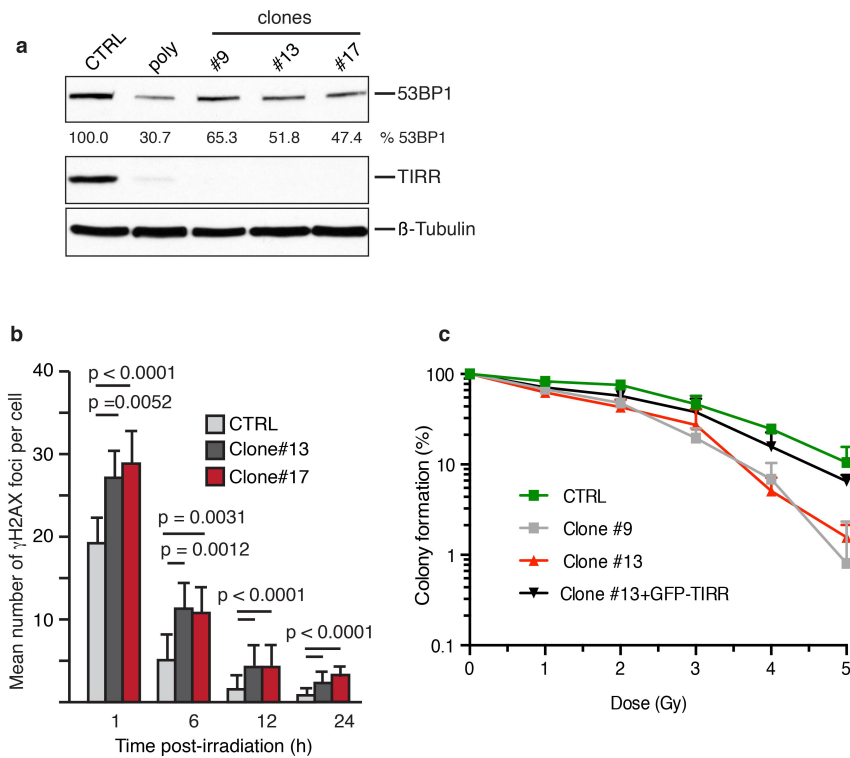 a
clones
CTRL poly #9 #13 #17
53BP1
100.0 30.7 65.3 51.8 47.4 % 53BP1
TIRR
ß-Tubulin
b
40
30
20
10
Mean number of γH2AX foci per cell
p < 0.0001
p =0.0052
p = 0.0031
p = 0.0012
p < 0.0001
p < 0.0001
CTRL
Clone#13
Clone#17
1 6 12 24
Time post-irradiation (h)
c
100
10
1
0.1
Colony formation (%)
CTRL
Clone #9
Clone #13
Clone #13+GFP-TIRR
0 1 2 3 4 5
Dose (Gy)